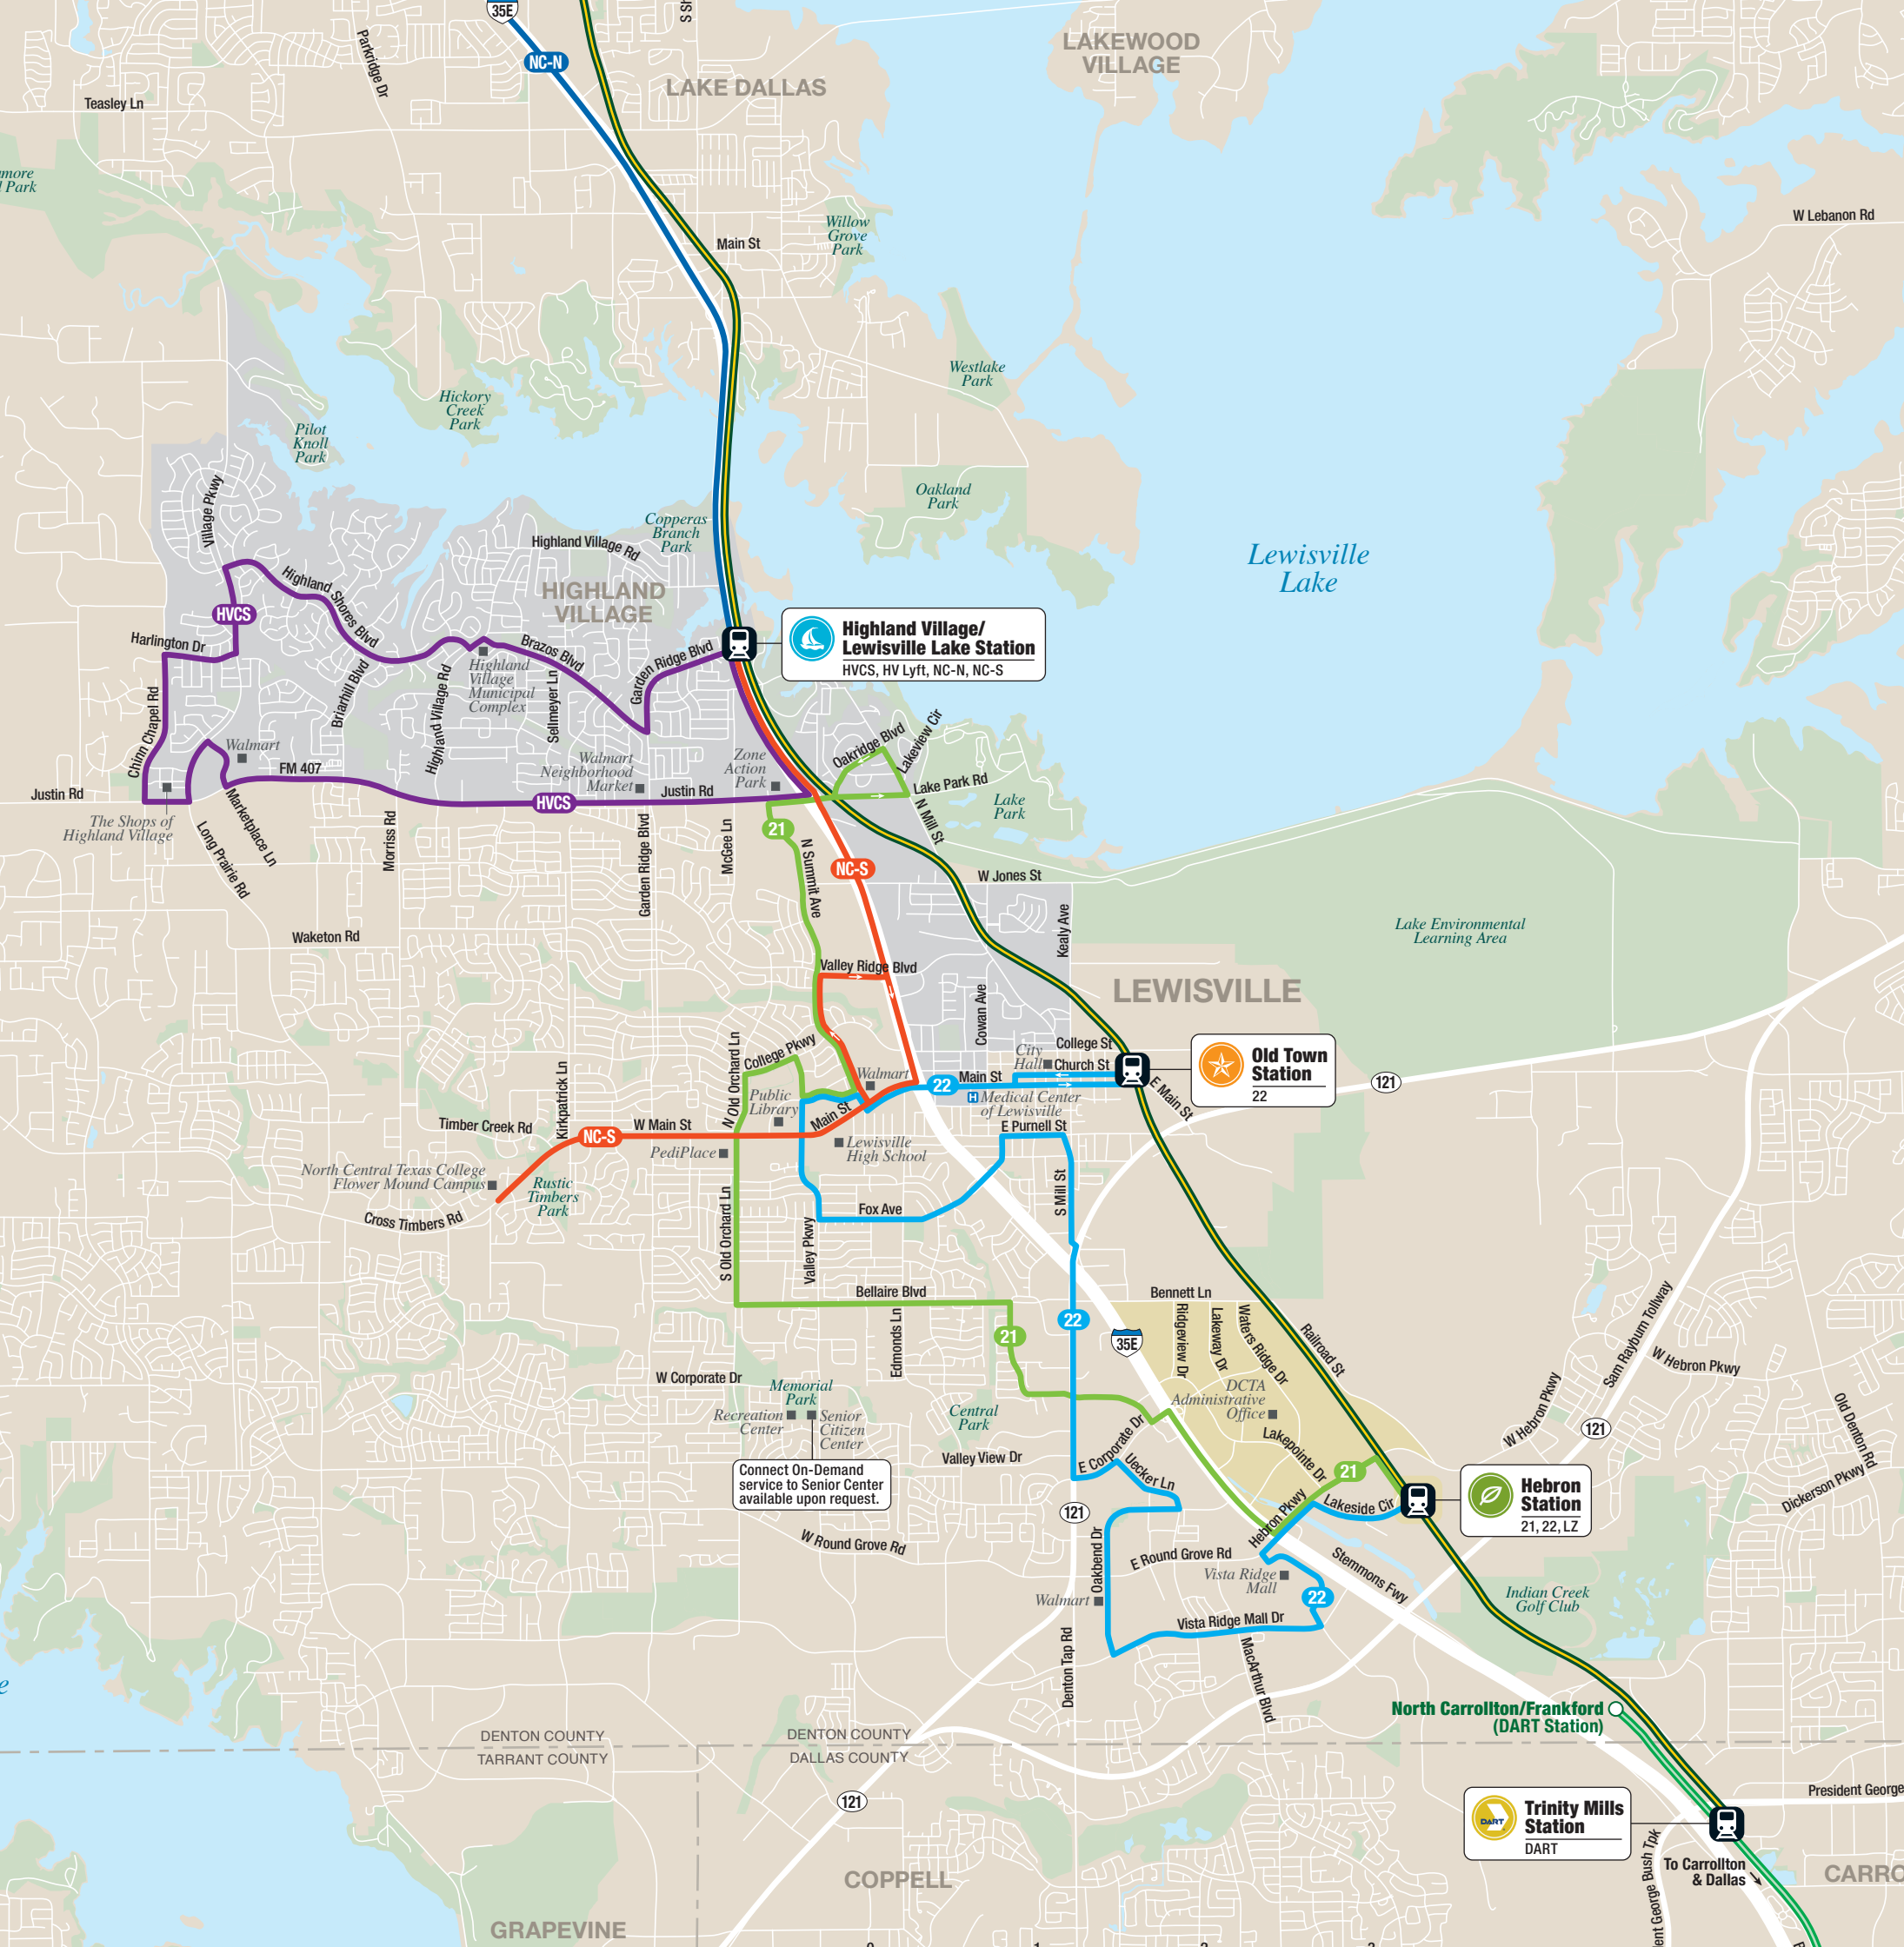 35E
S Sh
NC-N
LAKEWOOD
VILLAGE
LAKE DALLAS
Parkridge Dr
Teasley Ln
more
l Park
Willow
Grove
Park
Main St
W Lebanon Rd
Westlake
Park
Hickory
Creek
Park
Pilot
Knoll
Park
Oakland
Park
Village Pkwy
Copperas
Branch
Park
Highland Village Rd
Lewisville
Lake
HIGHLAND
VILLAGE
Highland Shores Blvd
HVCS
Harlington Dr
Brazos Blvd
Garden Ridge Blvd
Highland Village/
Lewisville Lake Station
HVCS, HV Lyft, NC-N, NC-S
Highland
Village
Municipal
Complex
Sellmeyer Ln
Briarhill Blvd
Highland Village Rd
Chinn Chapel Rd
Walmart
FM 407
Walmart
Neighborhood
Market
Zone
Action
Park
Oakridge Blvd
Lakeview Cir
Lake Park Rd
Justin Rd
HVCS
Justin Rd
The Shops of
Highland Village
Marketplace Ln
Long Prairie Rd
Morriss Rd
Garden Ridge Blvd
McGee Ln
21
N Summit Ave
N Mill St
Lake
Park
NC-S
W Jones St
Kealy Ave
Lake Environmental
Learning Area
Waketon Rd
Valley Ridge Blvd
LEWISVILLE
Cowan Ave
College St
City
Hall
Church St
Old Town
Station
22
121
N Old Orchard Ln
College Pkwy
Walmart
22
Main St
Medical Center
of Lewisville
H
E Main St
Kirkpatrick Ln
Public
Library
Main St
E Purnell St
Timber Creek Rd
NC-S
W Main St
PediPlace
Lewisville
High School
North Central Texas College
Flower Mound Campus
Rustic
Timbers
Park
Cross Timbers Rd
S Old Orchard Ln
Valley Pkwy
Fox Ave
S Mill St
Bellaire Blvd
Bennett Ln
Edmonds Ln
21
22
35E
Ridgeview Dr
Lakeway Dr
Waters Ridge Dr
Railroad St
Sam Rayburn Tollway
W Hebron Pkwy
W Hebron Pkwy
Old Denton Rd
Dickerson Pkwy
121
W Corporate Dr
Memorial
Park
Recreation
Center
Senior
Citizen
Center
Central
Park
DCTA
Administrative
Office
Connect On-Demand
service to Senior Center
available upon request.
Valley View Dr
E Corporate Dr
Uecker Ln
Lakepointe Dr
21
Hebron Pkwy
Lakeside Cir
Hebron
Station
21, 22, LZ
121
W Round Grove Rd
Oakbend Dr
E Round Grove Rd
Vista Ridge
Mall
Stemmons Fwy
Walmart
22
Indian Creek
Golf Club
Vista Ridge Mall Dr
MacArthur Blvd
Denton Tap Rd
e
North Carrollton/Frankford
(DART Station)
DENTON COUNTY
TARRANT COUNTY
DENTON COUNTY
DALLAS COUNTY
121
President George
DART
Trinity Mills
Station
DART
ent George Bush Tpk
To Carrollton
& Dallas
CARRO
COPPELL
GRAPEVINE